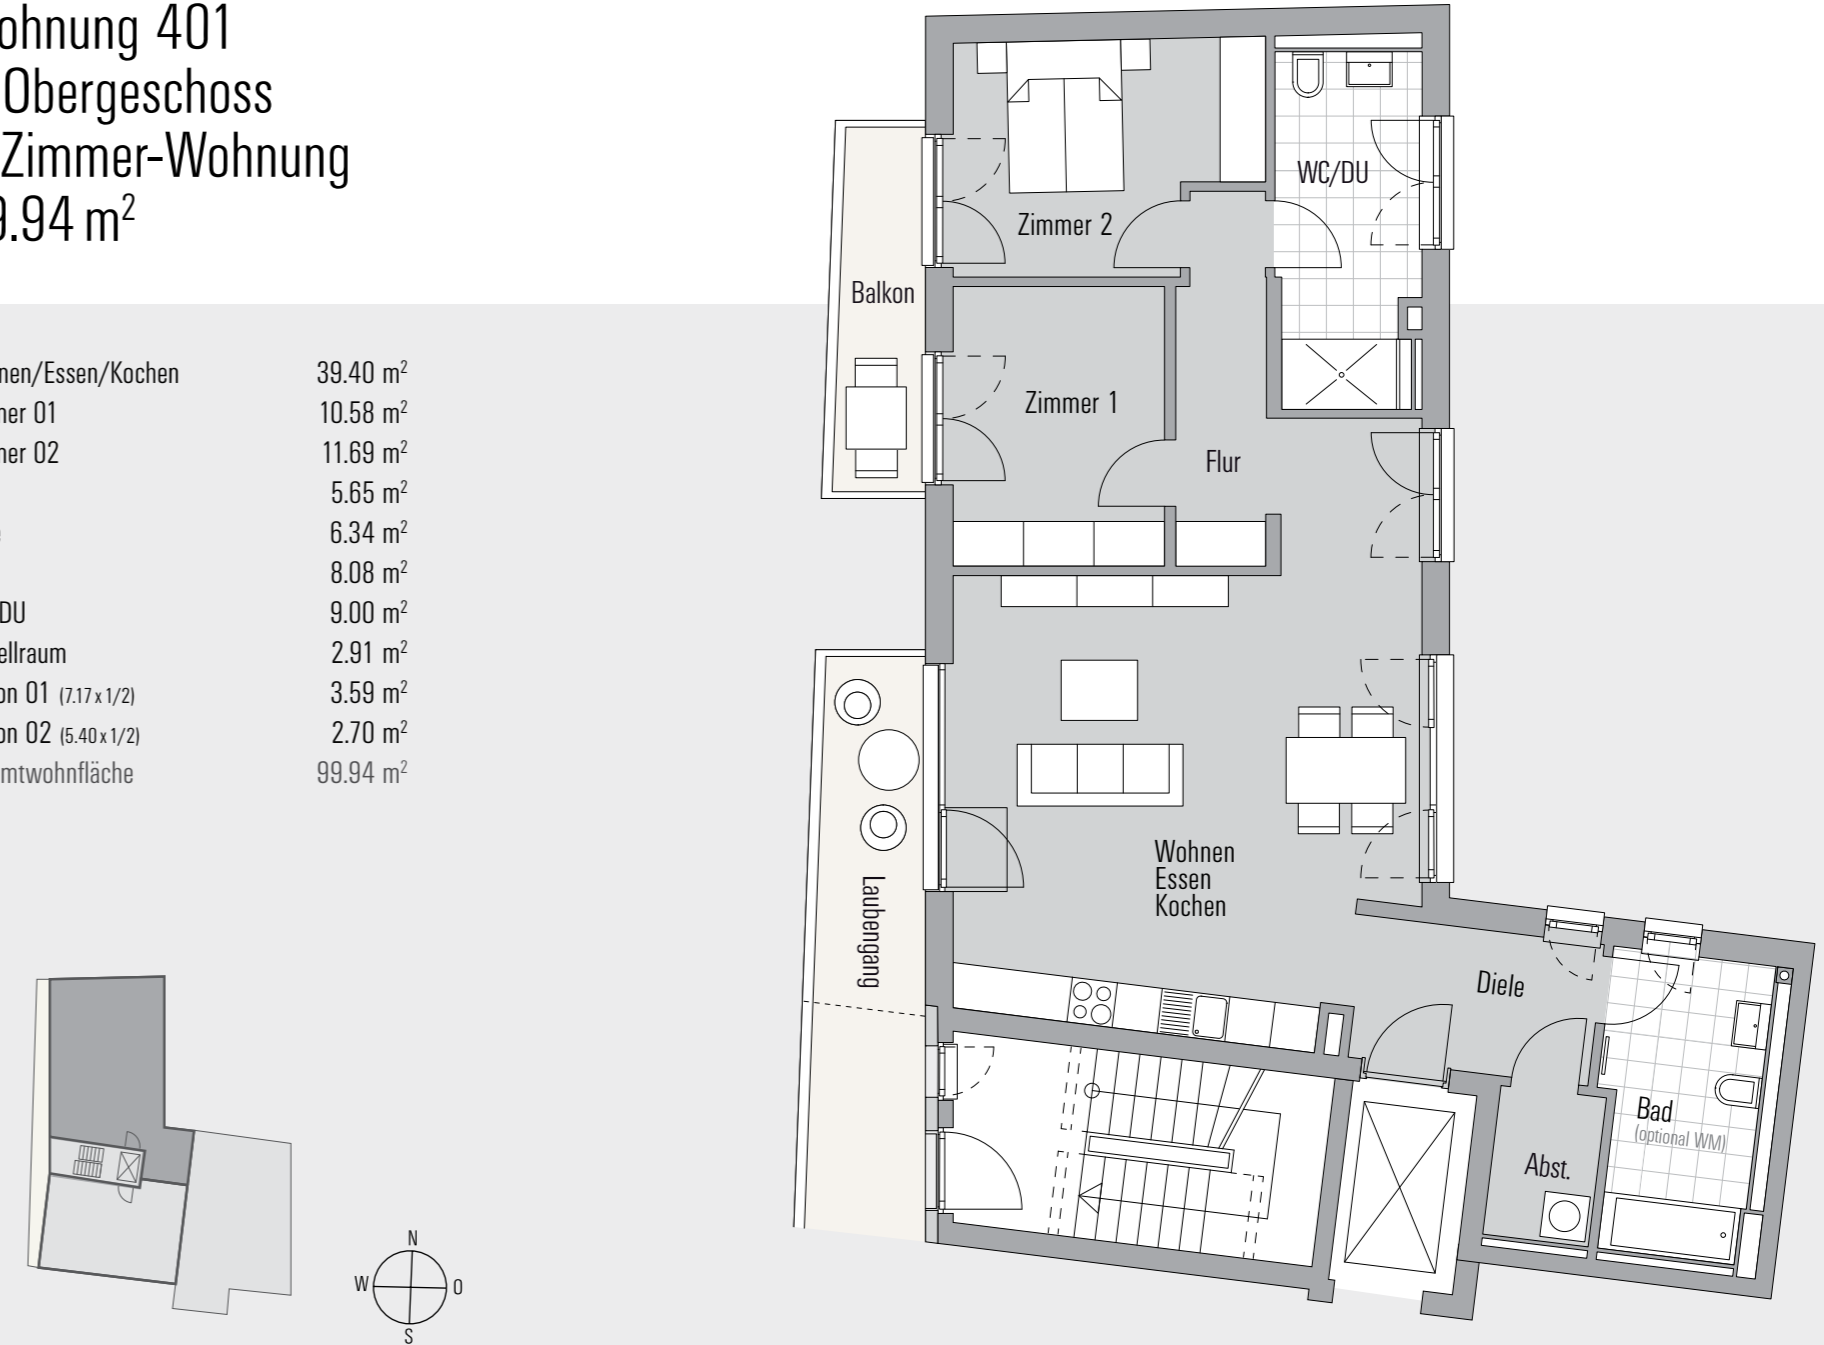 ohnung 401
Obergeschoss
Zimmer-Wohnung
9.94 m²
nen/Essen/Kochen 39.40 m²
ner 01 10.58 m²
ner 02 11.69 m²
5.65 m²
6.34 m²
8.08 m²
DU 9.00 m²
ellraum 2.91 m²
on 01 (7.17 x 1/2) 3.59 m²
on 02 (5.40 x 1/2) 2.70 m²
mtwohnfläche 99.94 m²
N
W
O
S
WC/DU
Zimmer 2
Balkon
Zimmer 1
Flur
Wohnen
Essen
Kochen
Laubengang
Diele
Bad
(optional WM)
Abst.